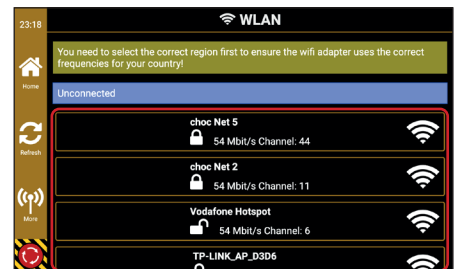 23:18
WLAN
You need to select the correct region first to ensure the wifi adapter uses the correct
frequencies for your country!
Home
Unconnected
choc Net 5
54 Mbit/s Channel: 44
Refresh
choc Net 2
54 Mbit/s Channel: 11
Vodafone Hotspot
54 Mbit/s Channel: 6
More
TP-LINK_AP_D3D6